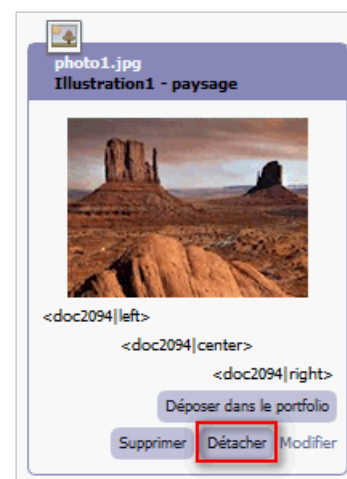 photo1.jpg
Illustration1 - paysage
<doc2094|left>
<doc2094|center>
<doc2094|right>
Déposer dans le portfolio
Supprimer Détacher Modifier